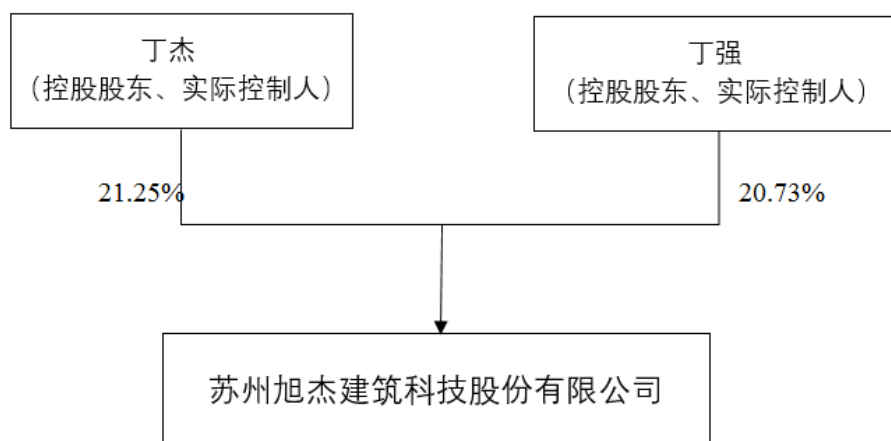 丁杰
（控股股东、实际控制人）
丁强
（控股股东、实际控制人）
21.25%
20.73%
苏州旭杰建筑科技股份有限公司